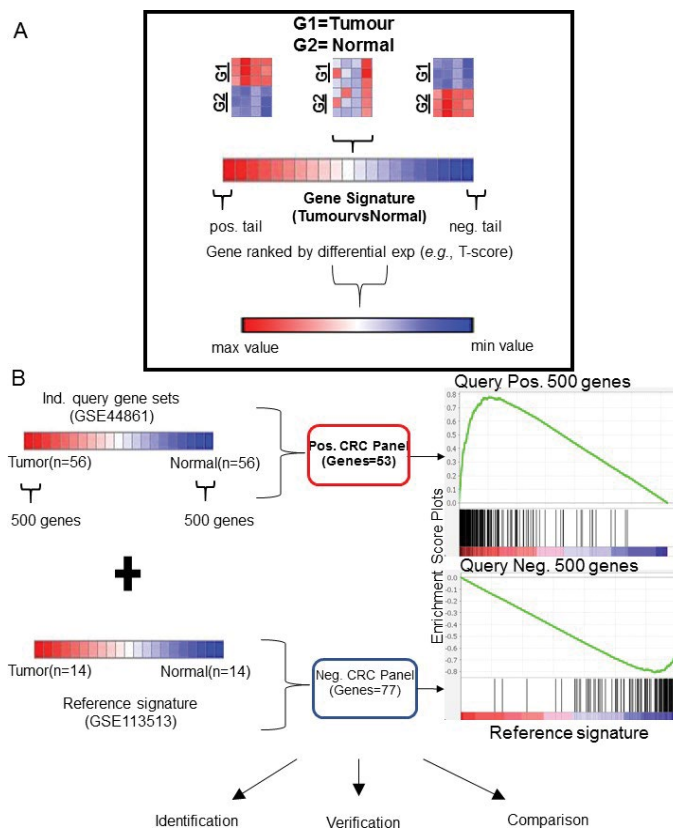 A
G1=Tumour
G2= Normal
G1
G2
G1
G2
G1
G2
Gene Signature
(TumourvsNormal)
pos. tail
neg. tail
Gene ranked by differential exp (e.g., T-score)
max value
min value
B
Ind. query gene sets
(GSE44861)
Tumor(n=56)
Normal(n=56)
500 genes
500 genes
Pos. CRC Panel
(Genes=53)
Query Pos. 500 genes
0.8
0.7
0.6
0.5
0.4
0.3
0.2
0.1
0.0
+
Tumor(n=14)
Normal(n=14)
Reference signature
(GSE113513)
Neg. CRC Panel
(Genes=77)
Enrichment Score Plots
Query Neg. 500 genes
0.0
-0.1
-0.2
-0.3
-0.4
-0.5
-0.6
-0.7
-0.8
Reference signature
Identification
Verification
Comparison